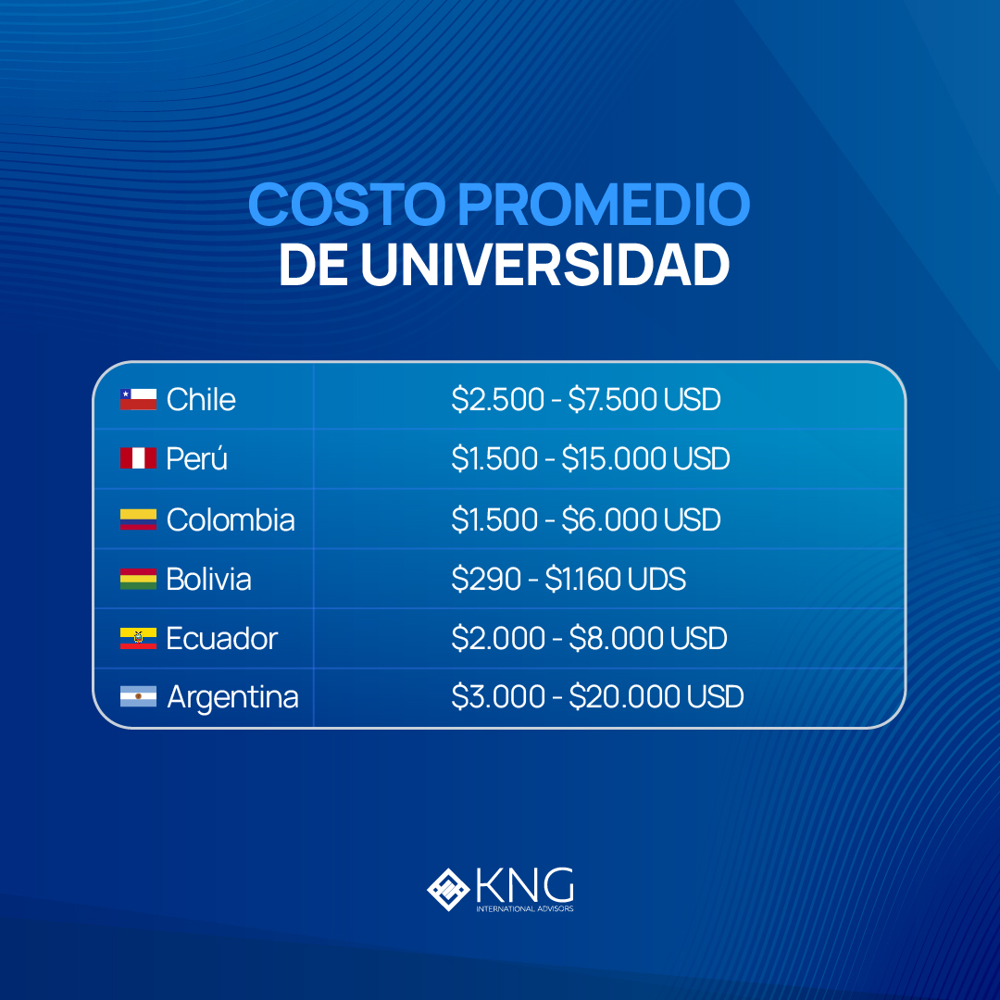 COSTO PROMEDIO
DE UNIVERSIDAD
Chile $2.500 - $7.500 USD
Perú $1.500 - $15.000 USD
Colombia $1.500 - $6.000 USD
Bolivia $290 - $1.160 UDS
Ecuador $2.000 - $8.000 USD
Argentina $3.000 - $20.000 USD
KNG
INTERNATIONAL ADVISORS